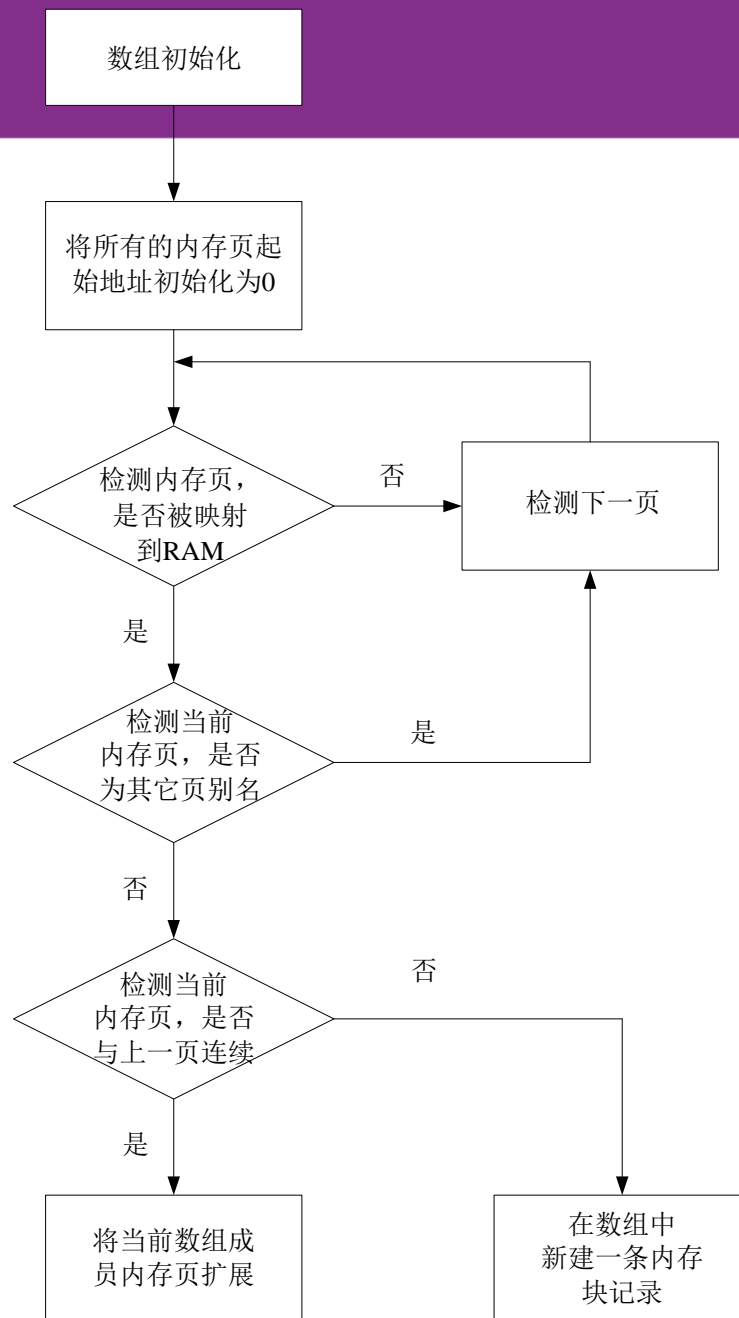 数组初始化
将所有的内存页起
始地址初始化为0
检测内存页，
是否被映射
到RAM
否
检测下一页
是
检测当前
内存页，是否
为其它页别名
是
否
检测当前
内存页，是否
与上一页连续
否
是
将当前数组成
员内存页扩展
在数组中
新建一条内存
块记录